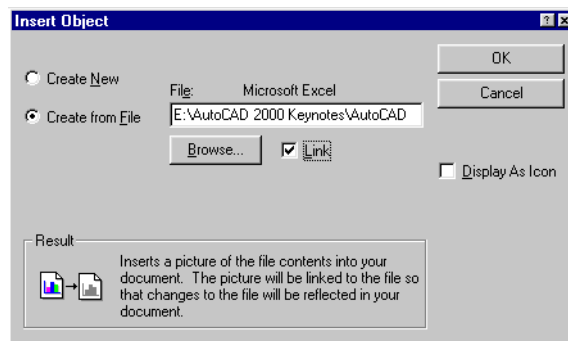 Insert Object
Create New
Create from File
File: Microsoft Excel
E:\AutoCAD 2000 Keynotes\AutoCAD
Browse...
Link
OK
Cancel
Display As Icon
Result
Inserts a picture of the file contents into your
document. The picture will be linked to the file so
that changes to the file will be reflected in your
document.